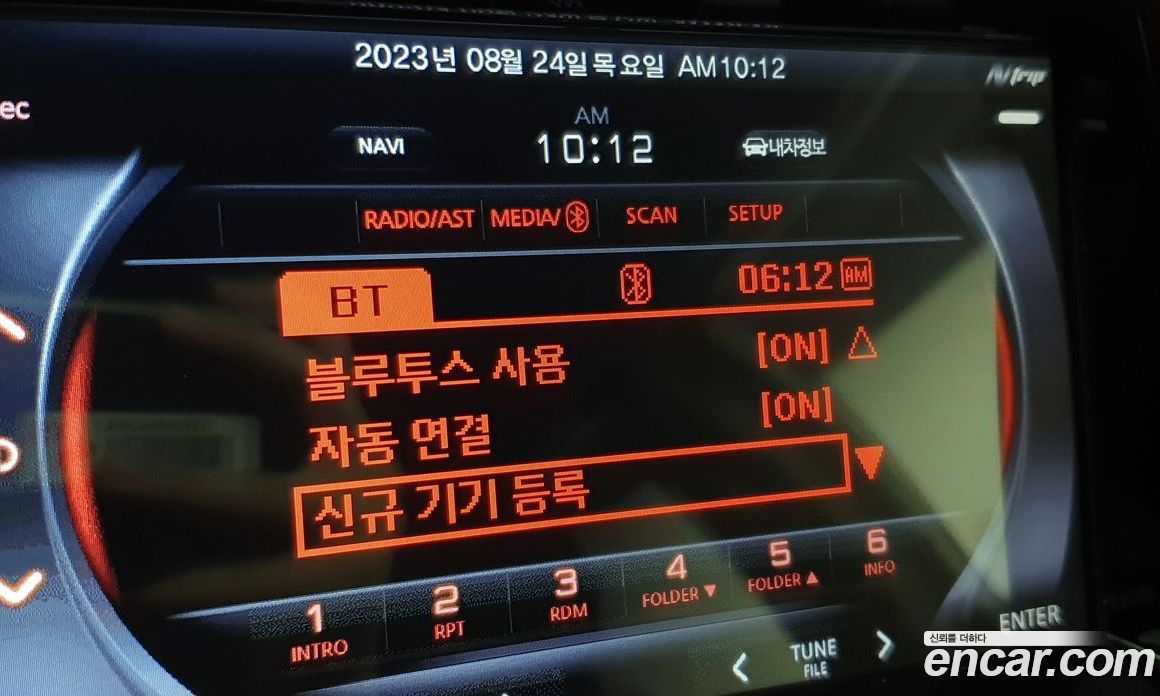 2023년 08월 24일 목요일 AM 10:12
ec
AM
NAVI
10:12
내차정보
RADIO/AST MEDIA/ SCAN SETUP
BT 06:12 AM
블루투스 사용 [ON]
자동 연결 [ON]
신규 기기 등록
1 2 3 4 5 6
INTRO RPT RDM FOLDER▼ FOLDER▲ INFO
ENTER
TUNE
FILE
신뢰를 더하다
encar.com